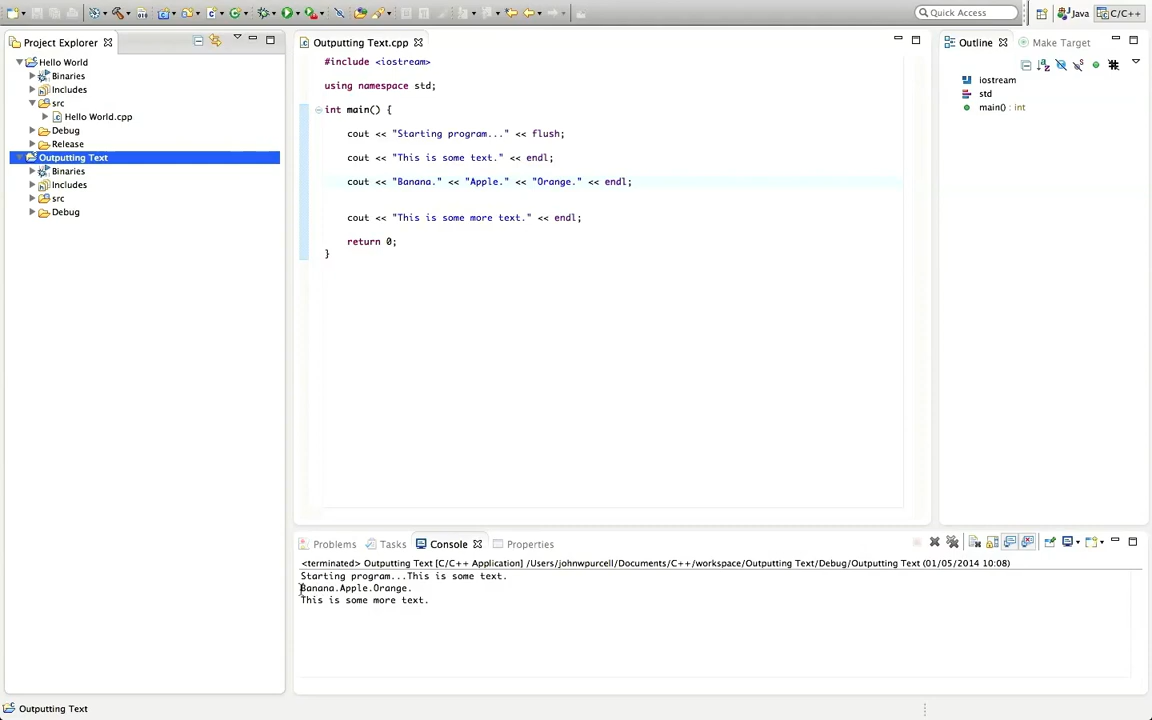 Quick Access
Java
C/C++
Project Explorer
Hello World
Binaries
Includes
src
Hello World.cpp
Debug
Release
Outputting Text
Binaries
Includes
src
Debug
Outputting Text.cpp
#include <iostream>
using namespace std;
int main() {
cout << "Starting program..." << flush;
cout << "This is some text." << endl;
cout << "Banana." << "Apple." << "Orange." << endl;
cout << "This is some more text." << endl;
return 0;
}
Outline
Make Target
iostream
std
main() : int
Problems
Tasks
Console
Properties
<terminated> Outputting Text [C/C++ Application] /Users/johnwpurcell/Documents/C++/workspace/Outputting Text/Debug/Outputting Text (01/05/2014 10:08)
Starting program...This is some text.
Banana.Apple.Orange.
This is some more text.
Outputting Text